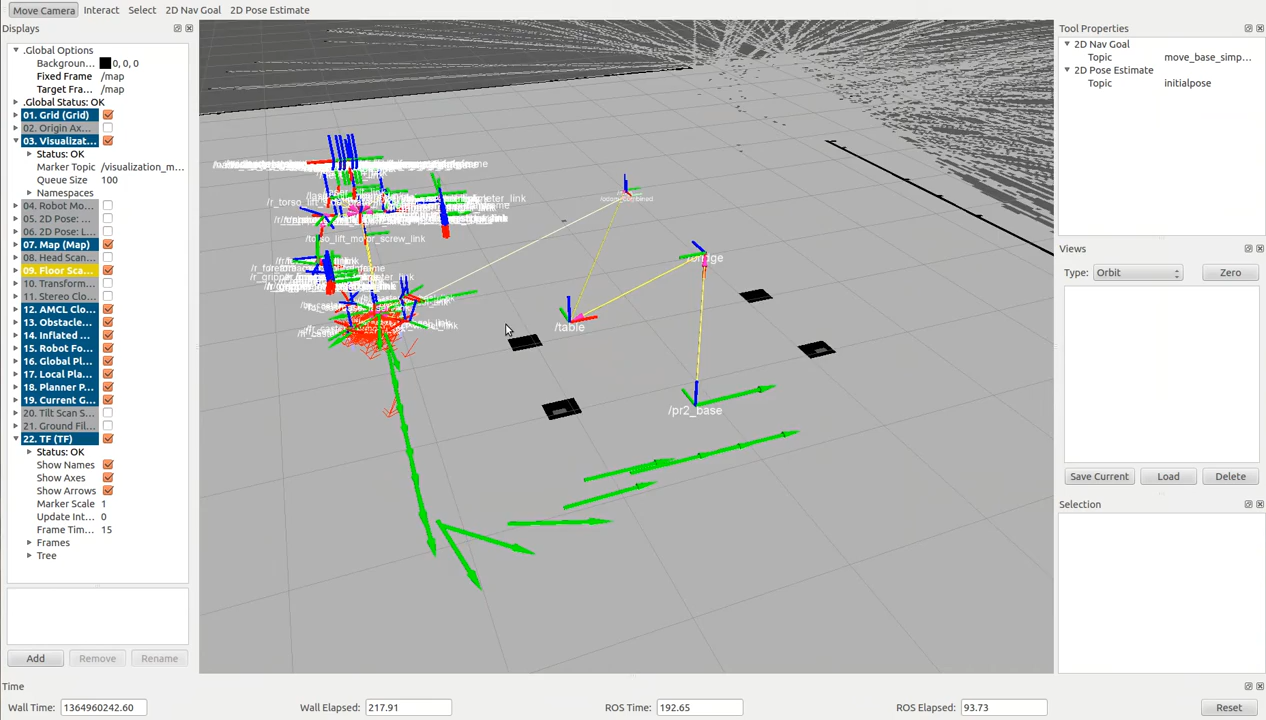 Move Camera Interact Select 2D Nav Goal 2D Pose Estimate
Displays
.Global Options
Backgroun... 0, 0, 0
Fixed Frame /map
Target Fra... /map
.Global Status: OK
01. Grid (Grid)
02. Origin Ax...
03. Visualizat...
Status: OK
Marker Topic /visualization_m...
Queue Size 100
Namespaces
04. Robot Mo...
05. 2D Pose: ...
06. 2D Pose: L...
07. Map (Map)
08. Head Scan...
09. Floor Sca...
10. Transform...
11. Stereo Clo...
12. AMCL Clo...
13. Obstacle...
14. Inflated ...
15. Robot Fo...
16. Global Pl...
17. Local Pla...
18. Planner P...
19. Current G...
20. Tilt Scan S...
21. Ground Fil...
22. TF (TF)
Status: OK
Show Names
Show Axes
Show Arrows
Marker Scale 1
Update Int... 0
Frame Tim... 15
Frames
Tree
Add Remove Rename
/torso_lift_motor_screw_link
/table
/pr2_base
Tool Properties
2D Nav Goal
Topic move_base_simp...
2D Pose Estimate
Topic initialpose
Views
Type: Orbit Zero
Save Current Load Delete
Selection
Time
Wall Time: 1364960242.60 Wall Elapsed: 217.91 ROS Time: 192.65 ROS Elapsed: 93.73 Reset